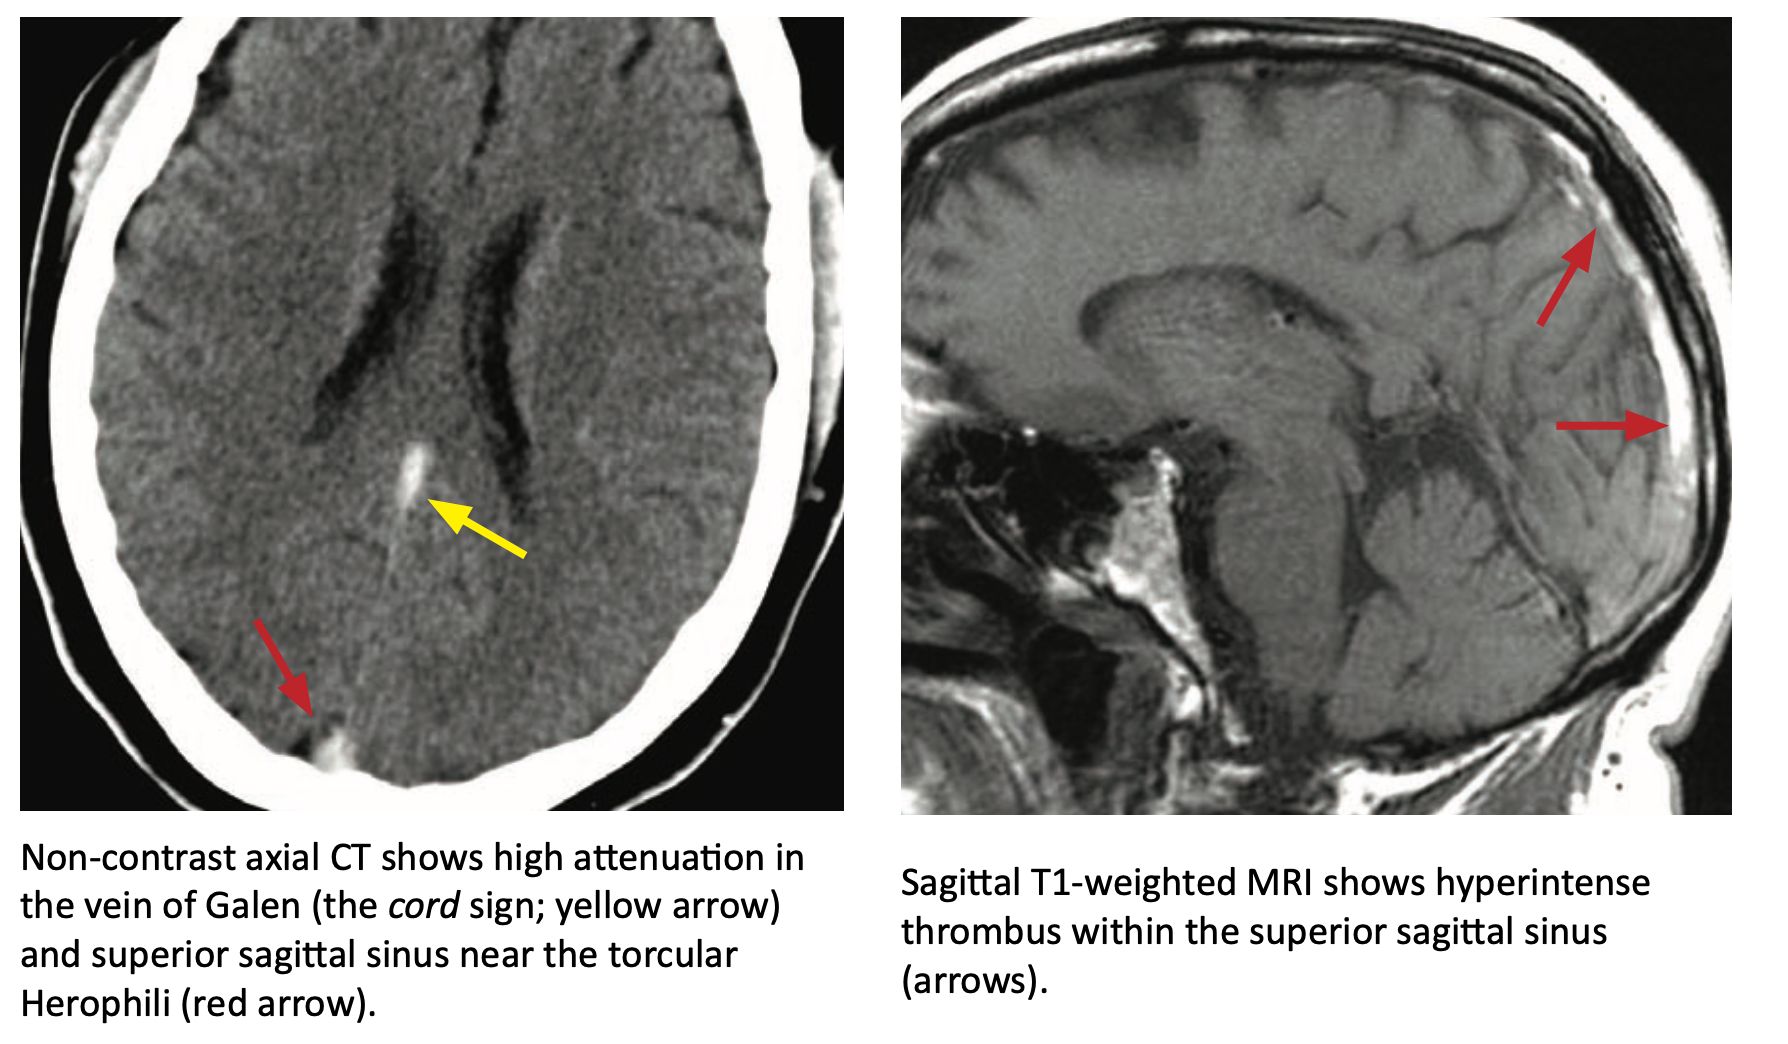 Non-contrast axial CT shows high attenuation in
the vein of Galen (the cord sign; yellow arrow)
and superior sagittal sinus near the torcular
Herophili (red arrow).
Sagittal T1-weighted MRI shows hyperintense
thrombus within the superior sagittal sinus
(arrows).